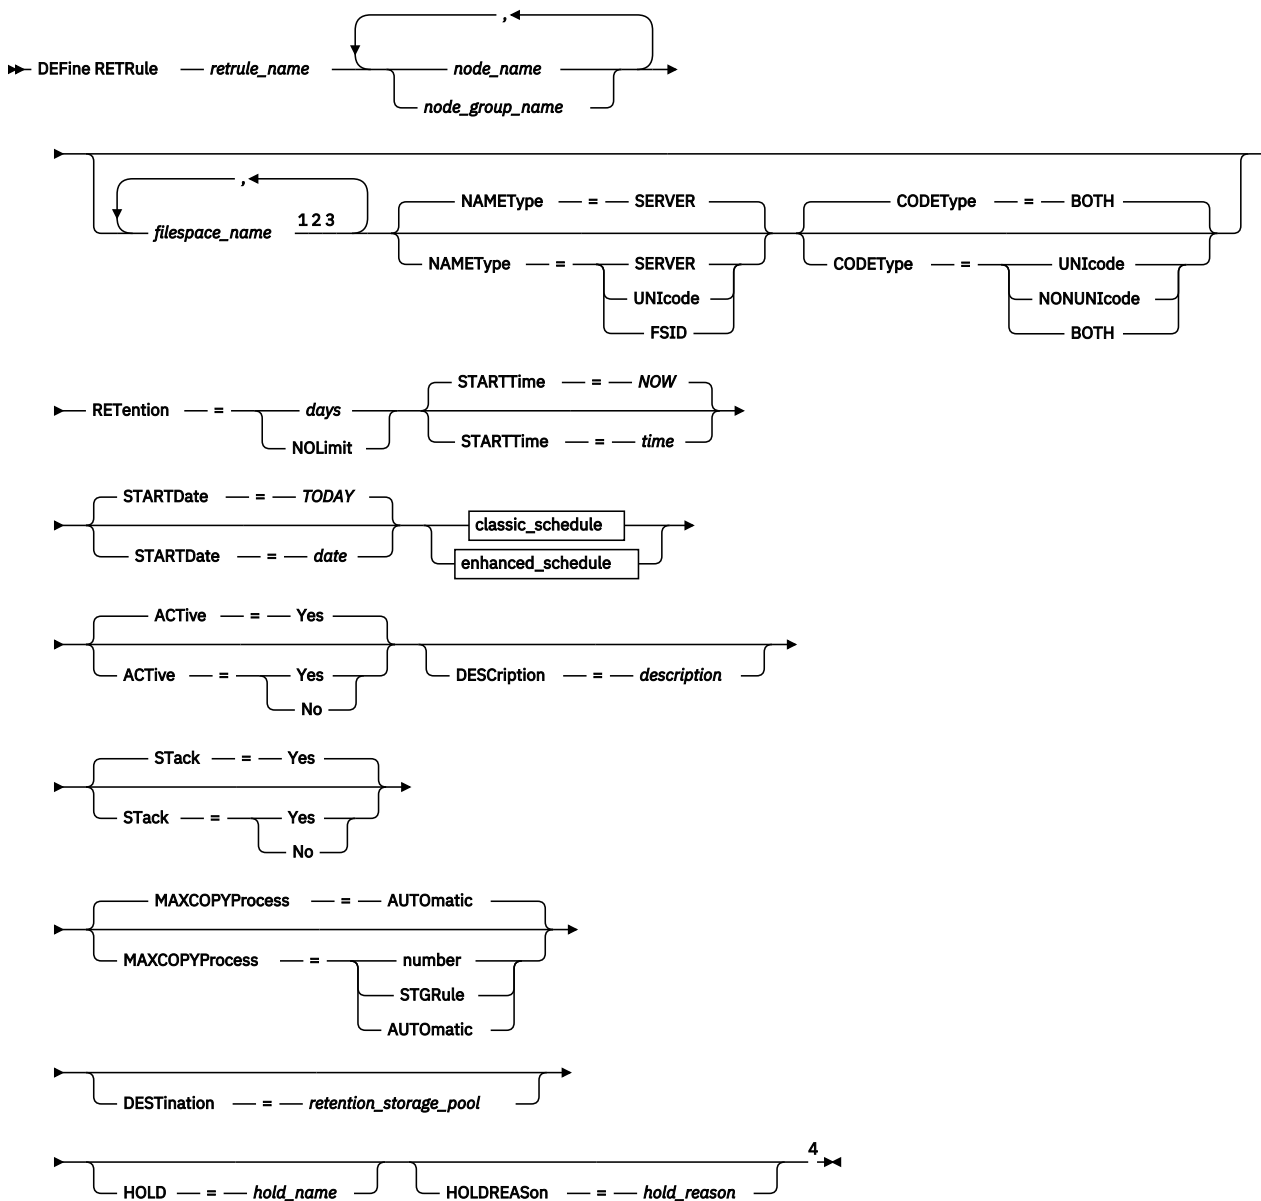 ,
DEFine RETRule retrule_name node_name
node_group_name
,
NAMEType = SERVER CODEType = BOTH
filespace_name 1 2 3
NAMEType = SERVER CODEType = UNIcode
UNIcode NONUNIcode
FSID BOTH
STARTTime = NOW
RETention = days
NOLimit STARTTime = time
STARTDate = TODAY
classic_schedule
STARTDate = date enhanced_schedule
ACTive = Yes
ACTive = Yes DESCription = description
No
STack = Yes
STack = Yes
No
MAXCOPYProcess = AUTOmatic
MAXCOPYProcess = number
STGRule
AUTOmatic
DESTination = retention_storage_pool
4
HOLD = hold_name HOLDREASon = hold_reason